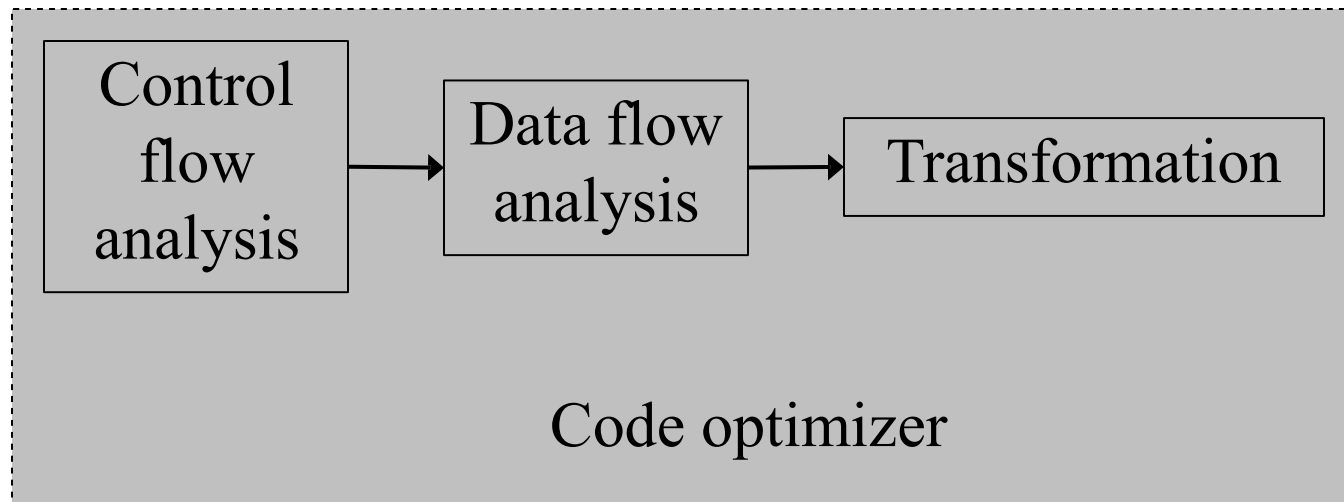 Control
flow
analysis
Data flow
analysis
Transformation
Code optimizer